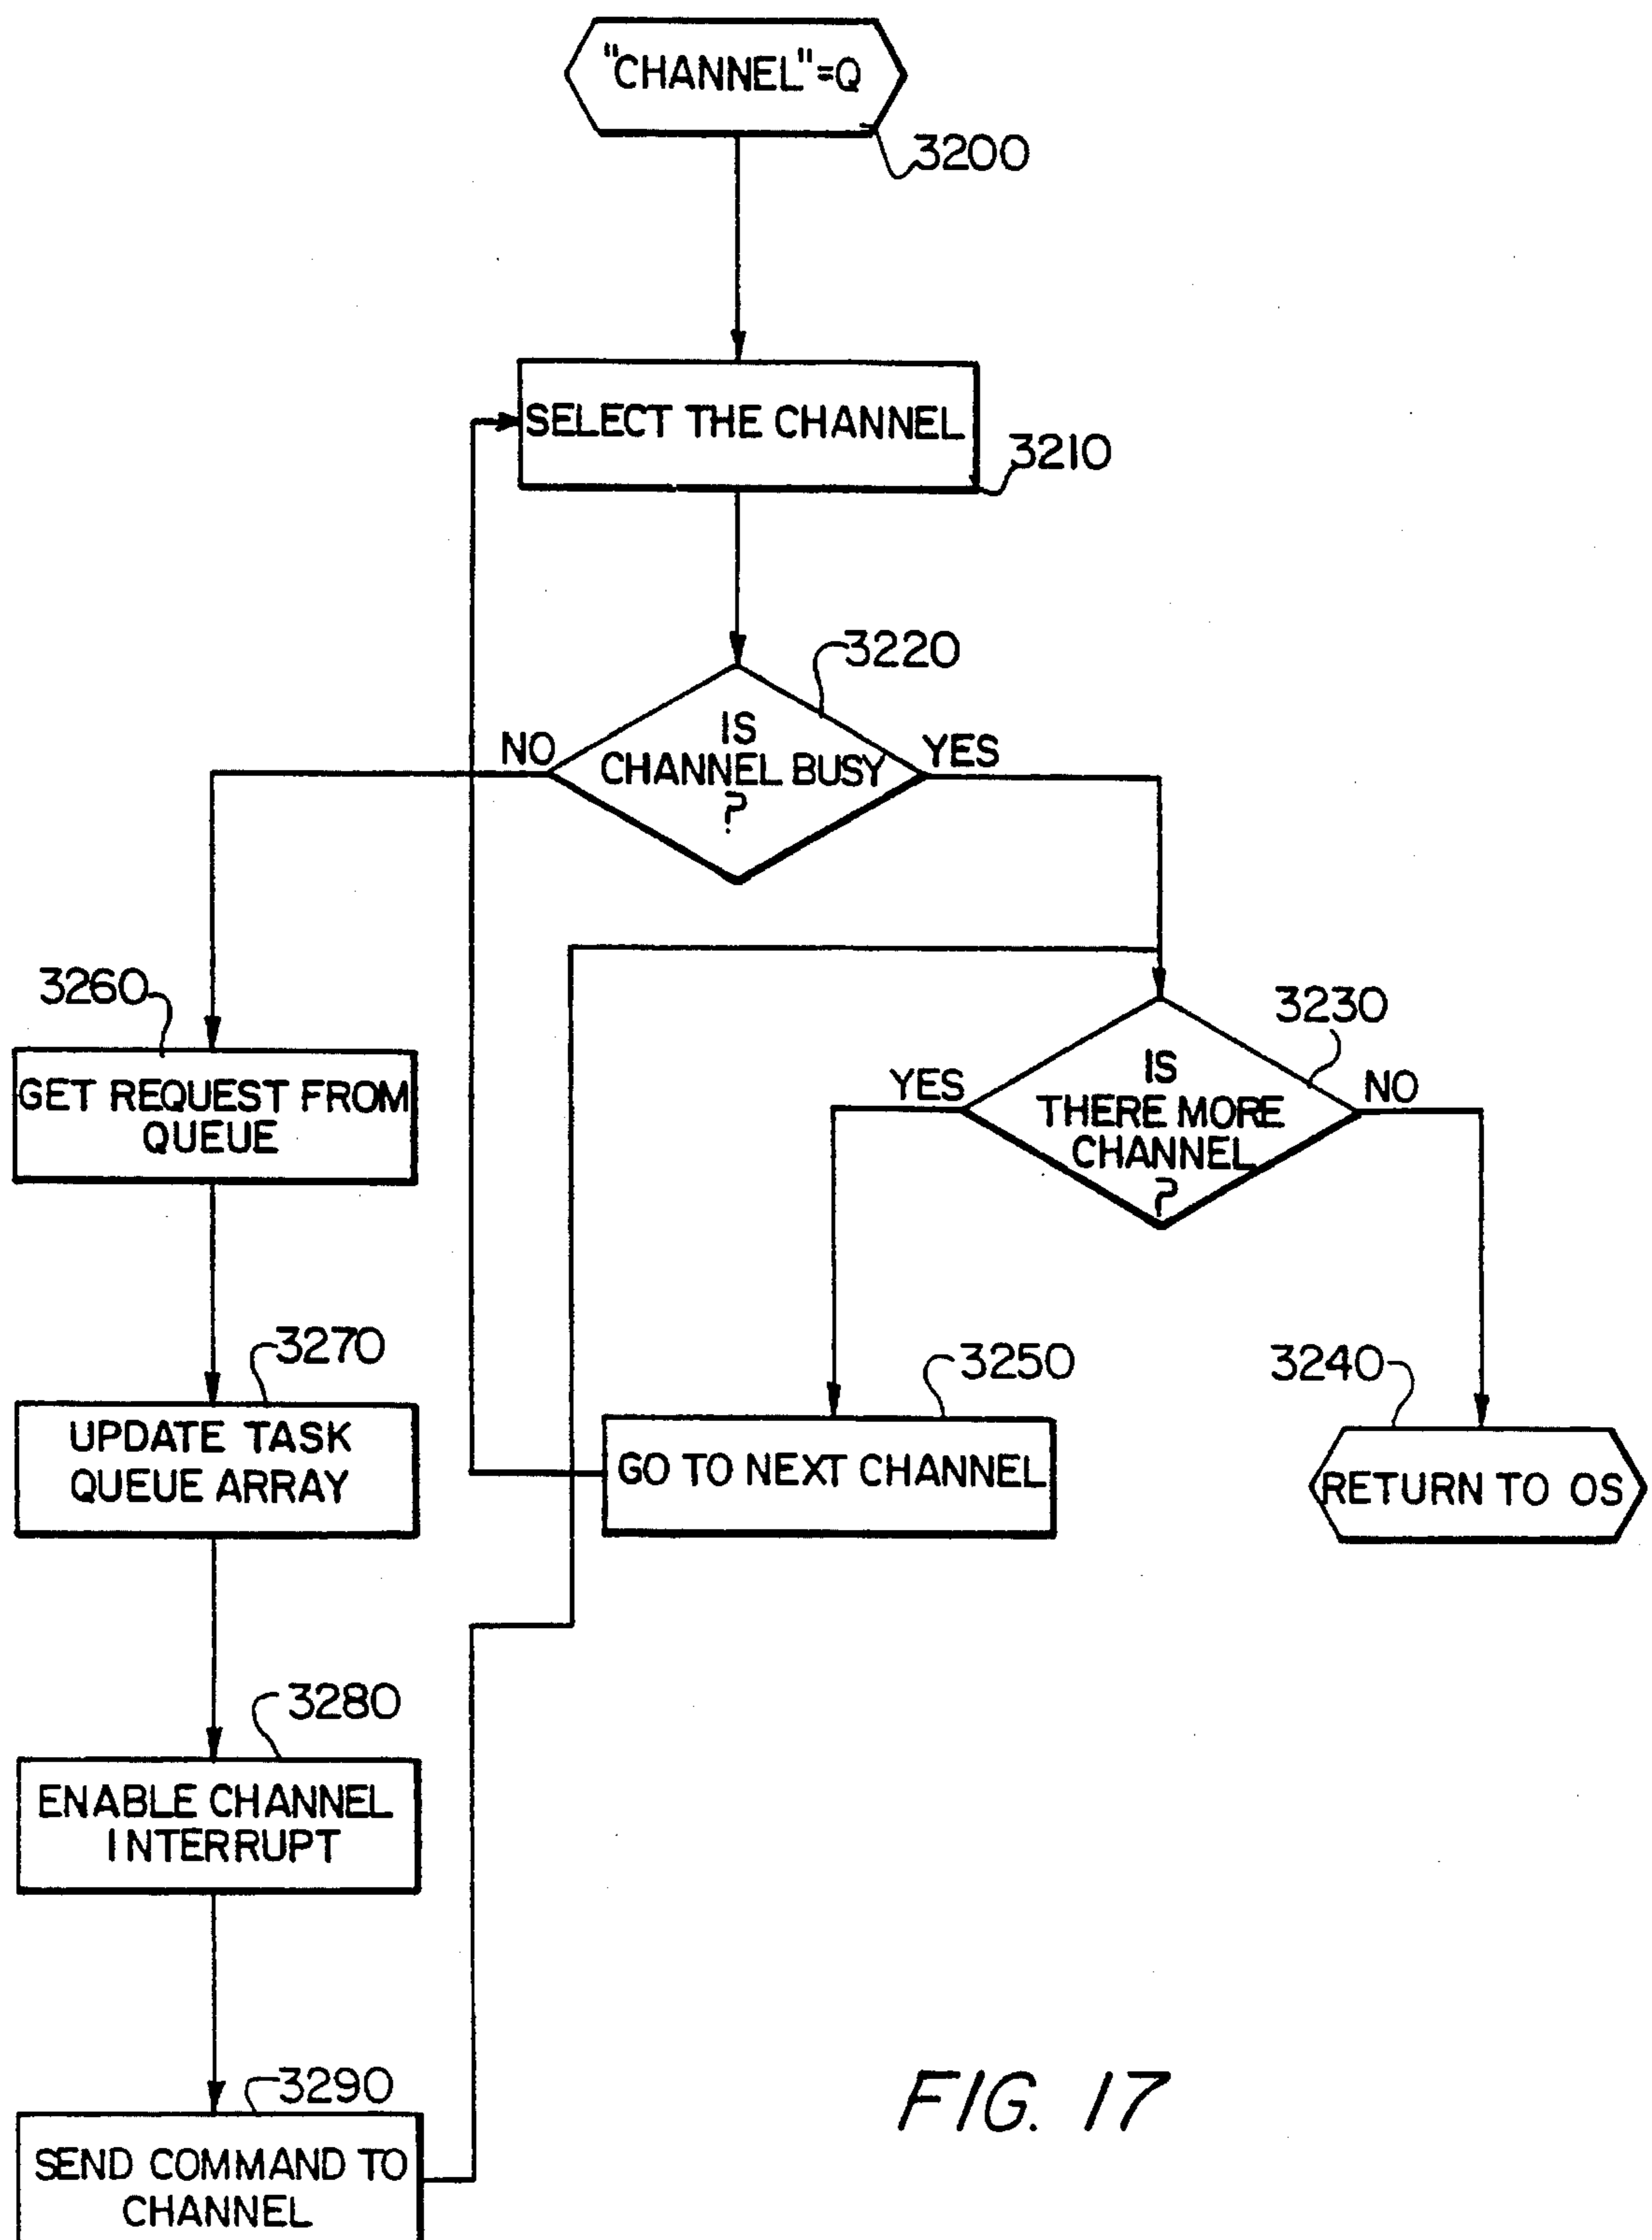 "CHANNEL"=Q
3200
SELECT THE CHANNEL
3210
3220
IS
CHANNEL BUSY
?
NO
YES
3260
GET REQUEST FROM
QUEUE
3230
IS
THERE MORE
CHANNEL
?
YES
NO
3270
UPDATE TASK
QUEUE ARRAY
3250
GO TO NEXT CHANNEL
3240
RETURN TO OS
3280
ENABLE CHANNEL
INTERRUPT
3290
SEND COMMAND TO
CHANNEL
FIG. 17